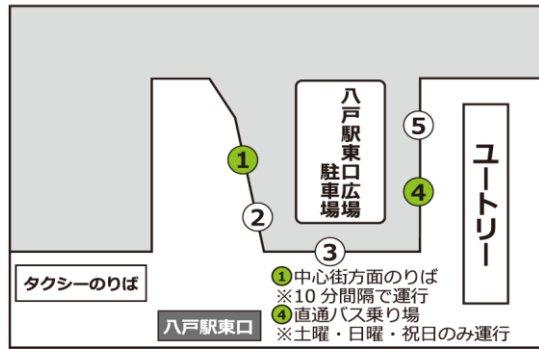 八戸駅東口広場
駐車場
1
2
3
4
5
ユートリー
タクシーのりば
八戸駅東口
1中心街方面のりば
※10分間隔で運行
4直通バス乗り場
※土曜・日曜・祝日のみ運行